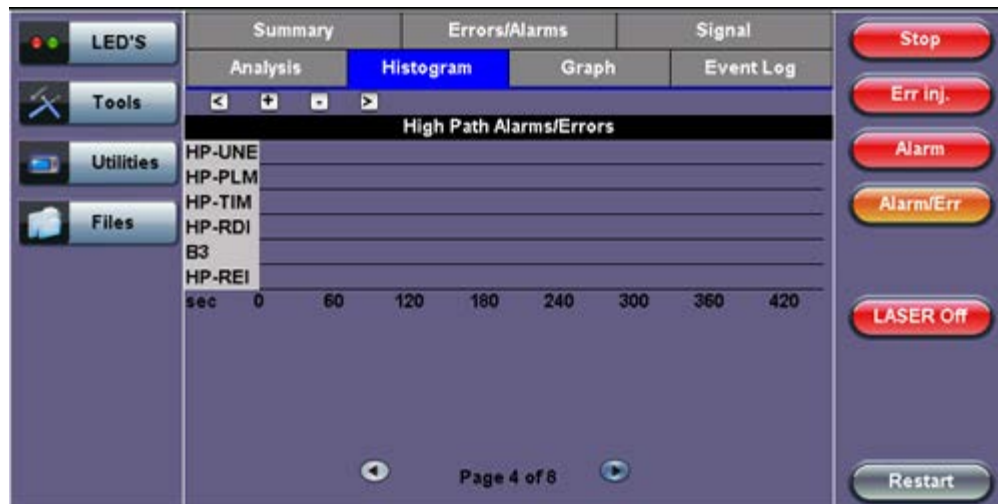 LED'S
Tools
Utilities
Files
Summary Errors/Alarms Signal
Analysis Histogram Graph Event Log
< + - >
High Path Alarms/Errors
HP-UNE
HP-PLM
HP-TIM
HP-RDI
B3
HP-REI
sec 0 60 120 180 240 300 360 420
Page 4 of 8
Stop
Err inj.
Alarm
Alarm/Err
LASER Off
Restart